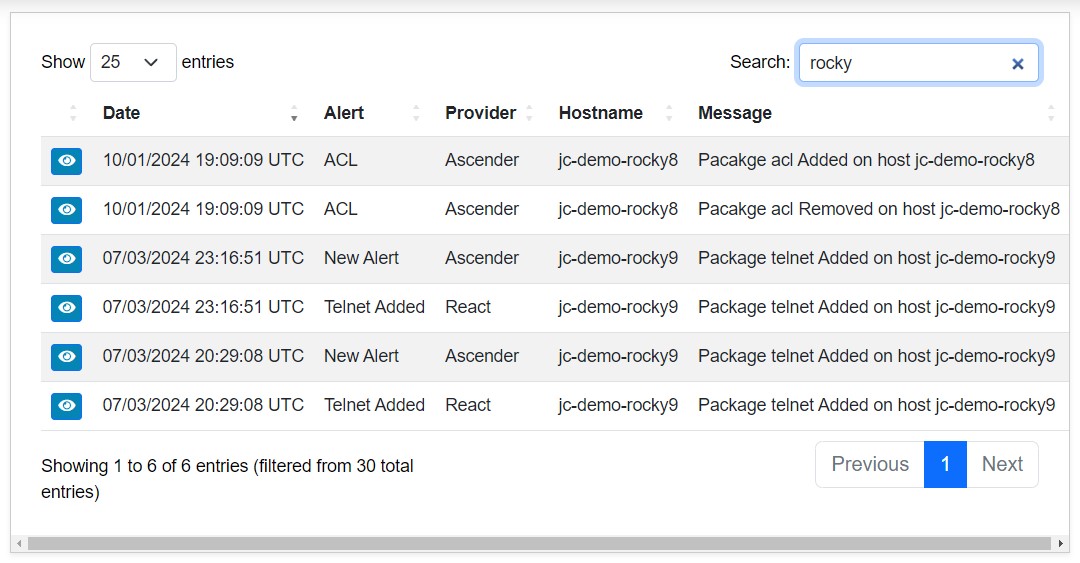 Show 25 entries Search: rocky
Date Alert Provider Hostname Message
10/01/2024 19:09:09 UTC ACL Ascender jc-demo-rocky8 Pacakge acl Added on host jc-demo-rocky8
10/01/2024 19:09:09 UTC ACL Ascender jc-demo-rocky8 Pacakge acl Removed on host jc-demo-rocky8
07/03/2024 23:16:51 UTC New Alert Ascender jc-demo-rocky9 Package telnet Added on host jc-demo-rocky9
07/03/2024 23:16:51 UTC Telnet Added React jc-demo-rocky9 Package telnet Added on host jc-demo-rocky9
07/03/2024 20:29:08 UTC New Alert Ascender jc-demo-rocky9 Package telnet Added on host jc-demo-rocky9
07/03/2024 20:29:08 UTC Telnet Added React jc-demo-rocky9 Package telnet Added on host jc-demo-rocky9
Showing 1 to 6 of 6 entries (filtered from 30 total
entries)
Previous 1 Next